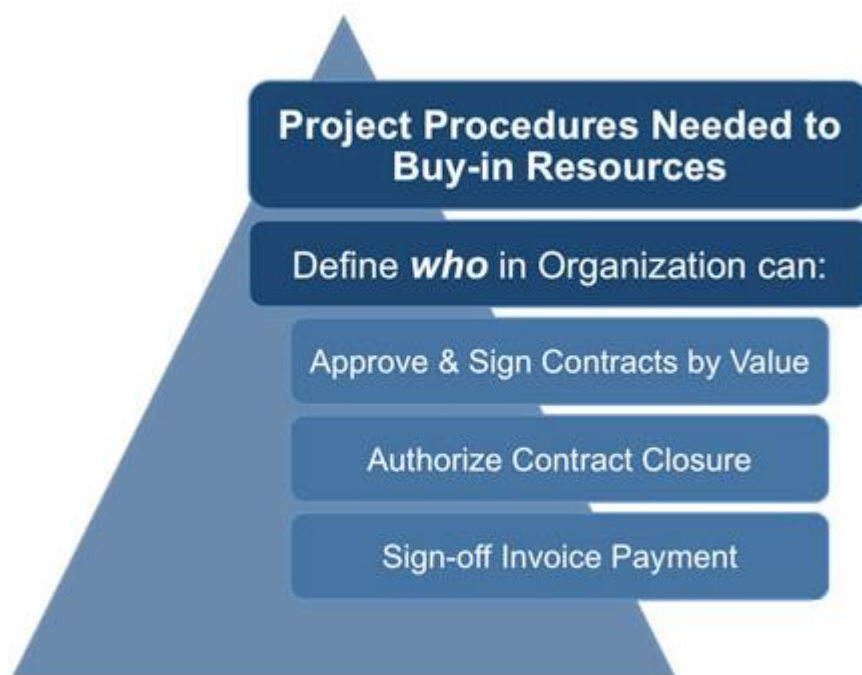 Project Procedures Needed to
Buy-in Resources
Define who in Organization can:
Approve & Sign Contracts by Value
Authorize Contract Closure
Sign-off Invoice Payment